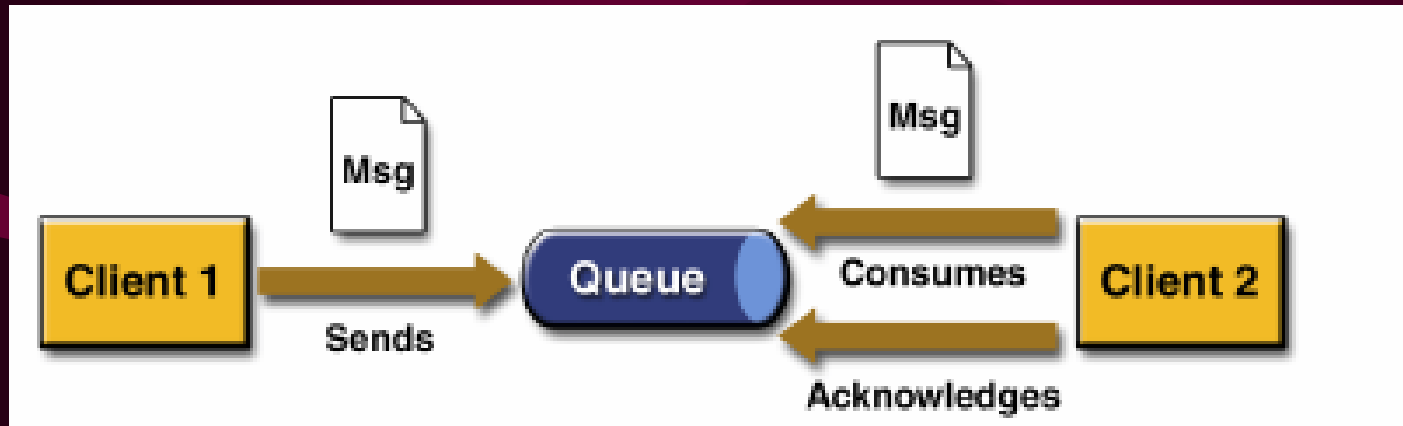 Msg
Msg
Client 1
Sends
Queue
Consumes
Acknowledges
Client 2